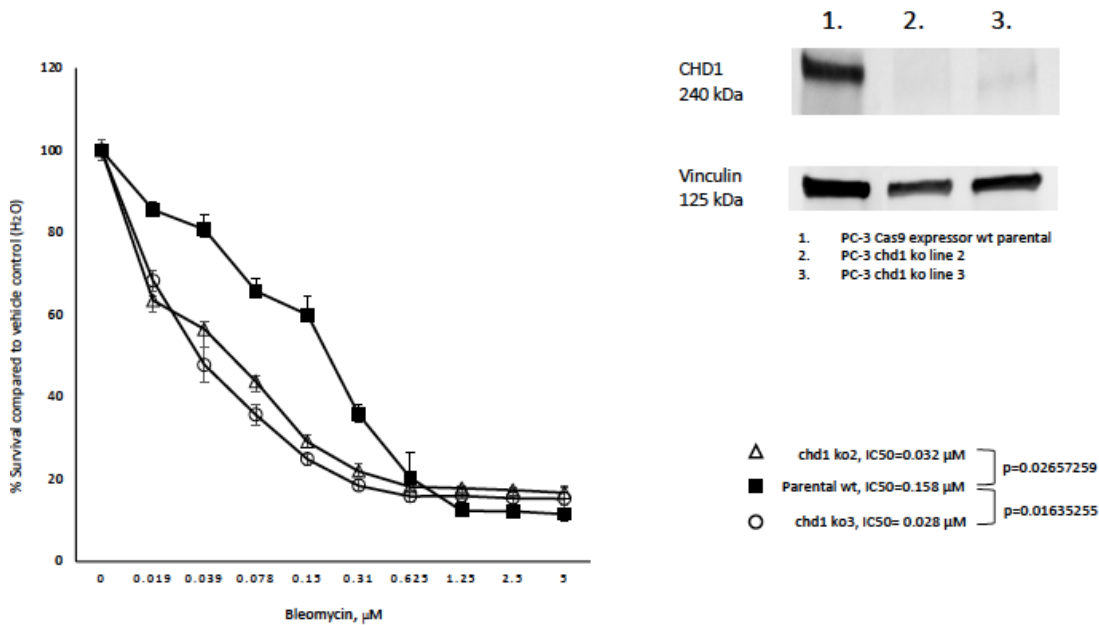 1. 2. 3.
CHD1
240 kDa
Vinculin
125 kDa
1. PC-3 Cas9 expressor wt parental
2. PC-3 chd1 ko line 2
3. PC-3 chd1 ko line 3
% Survival compared to vehicle control (H2O)
120
100
80
60
40
20
0
0 0.019 0.039 0.078 0.15 0.31 0.625 1.25 2.5 5
Bleomycin, μM
chd1 ko2, IC50=0.032 μM
p=0.02657259
Parental wt, IC50=0.158 μM
p=0.01635255
chd1 ko3, IC50= 0.028 μM